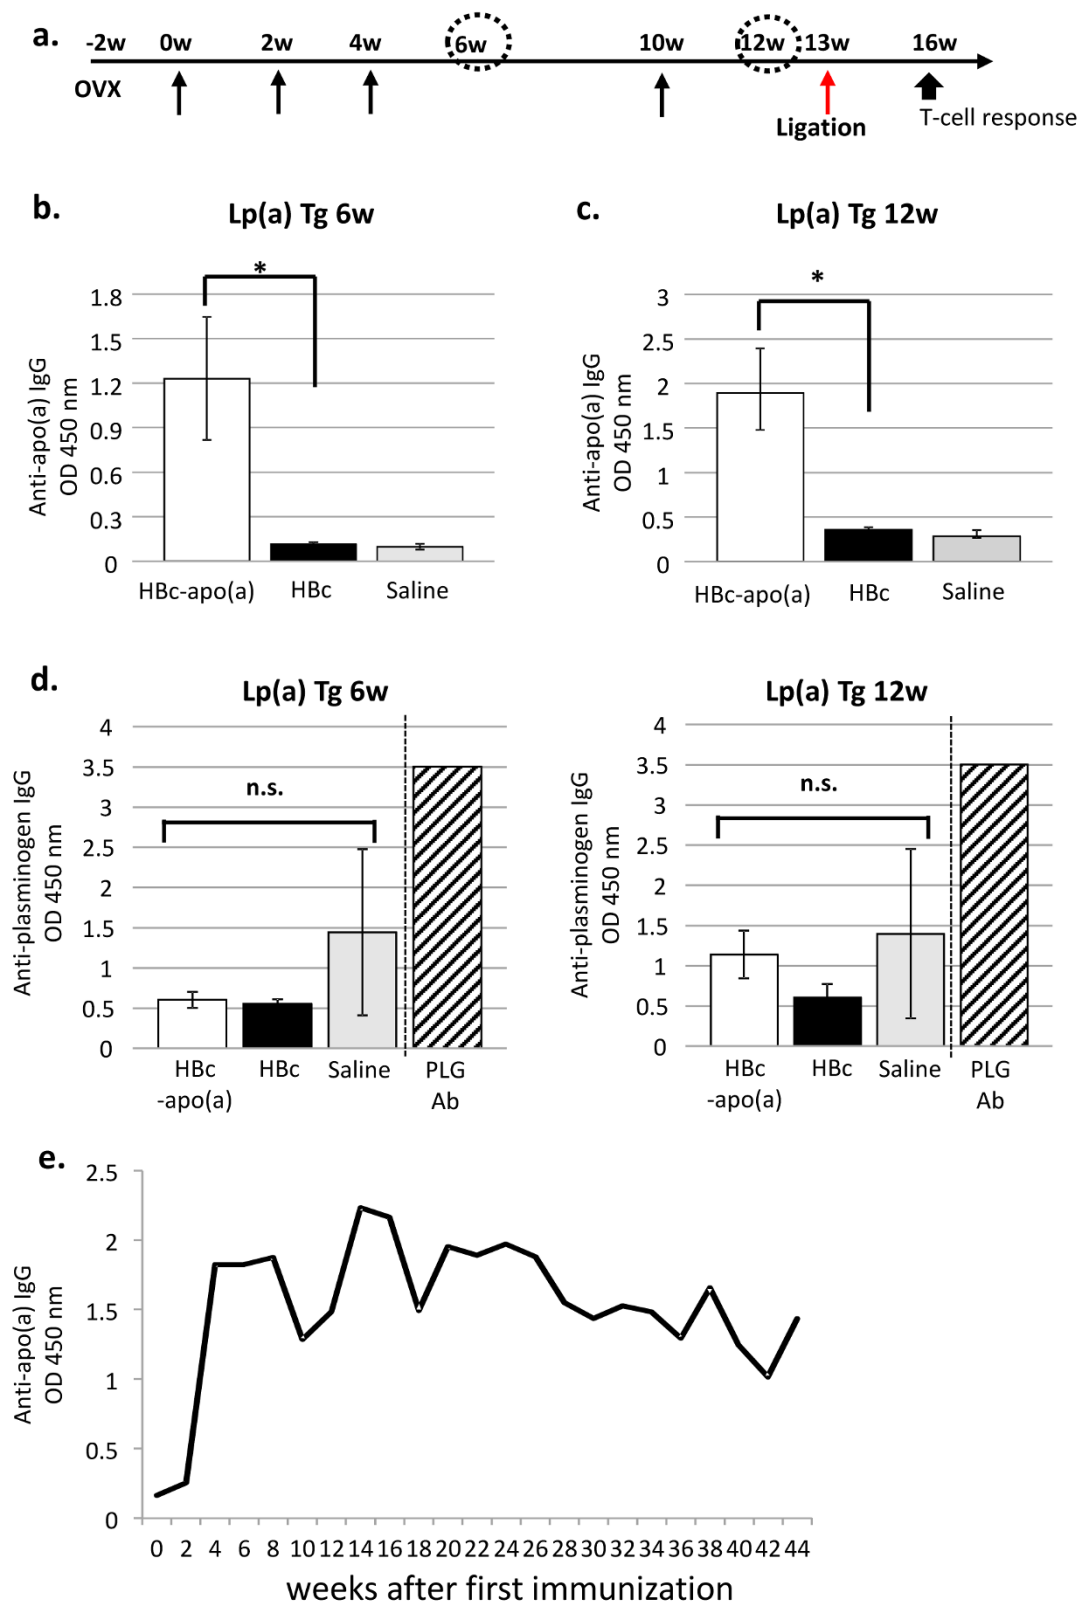 a.
-2w 0w 2w 4w 6w 10w 12w 13w 16w
OVX
Ligation
T-cell response
b.
Lp(a) Tg 6w
*
Anti-apo(a) IgG
OD 450 nm
1.8
1.5
1.2
0.9
0.6
0.3
0
HBc-apo(a) HBc Saline
c.
Lp(a) Tg 12w
*
Anti-apo(a) IgG
OD 450 nm
3
2.5
2
1.5
1
0.5
0
HBc-apo(a) HBc Saline
d.
Lp(a) Tg 6w
n.s.
Anti-plasminogen IgG
OD 450 nm
4
3.5
3
2.5
2
1.5
1
0.5
0
HBc HBc Saline PLG
-apo(a) Ab
Lp(a) Tg 12w
n.s.
Anti-plasminogen IgG
OD 450 nm
4
3.5
3
2.5
2
1.5
1
0.5
0
HBc HBc Saline PLG
-apo(a) Ab
e.
Anti-apo(a) IgG
OD 450 nm
2.5
2
1.5
1
0.5
0
0 2 4 6 8 10 12 14 16 18 20 22 24 26 28 30 32 34 36 38 40 42 44
weeks after first immunization